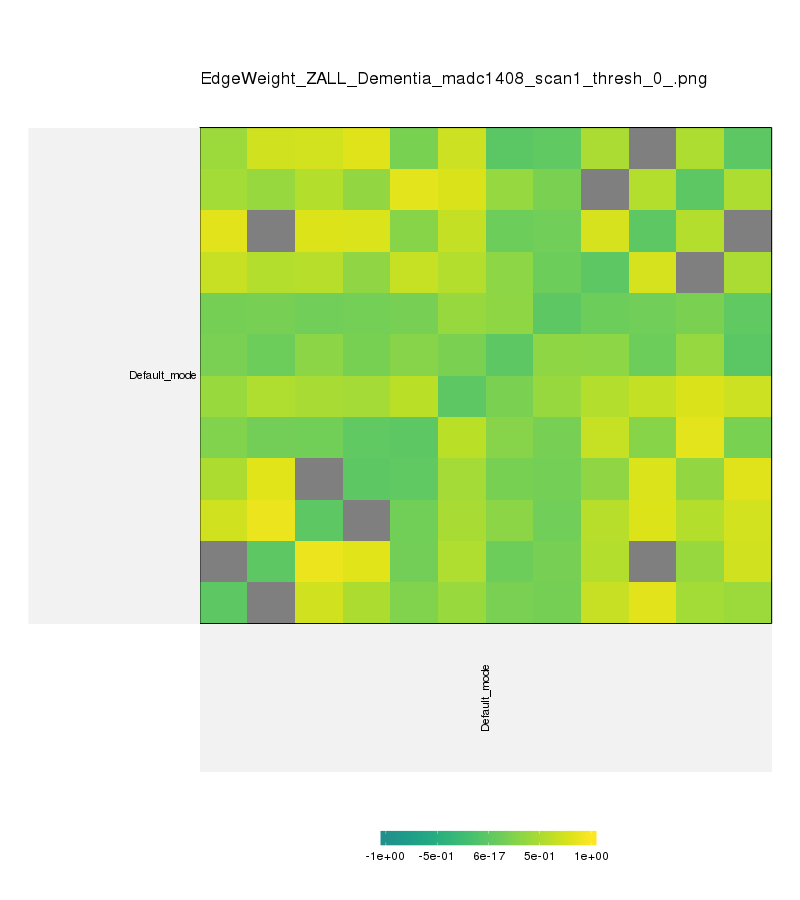 EdgeWeight_ZALL_Dementia_madc1408_scan1_thresh_0_.png
Default_mode
Default_mode
-1e+00 -5e-01 6e-17 5e-01 1e+00